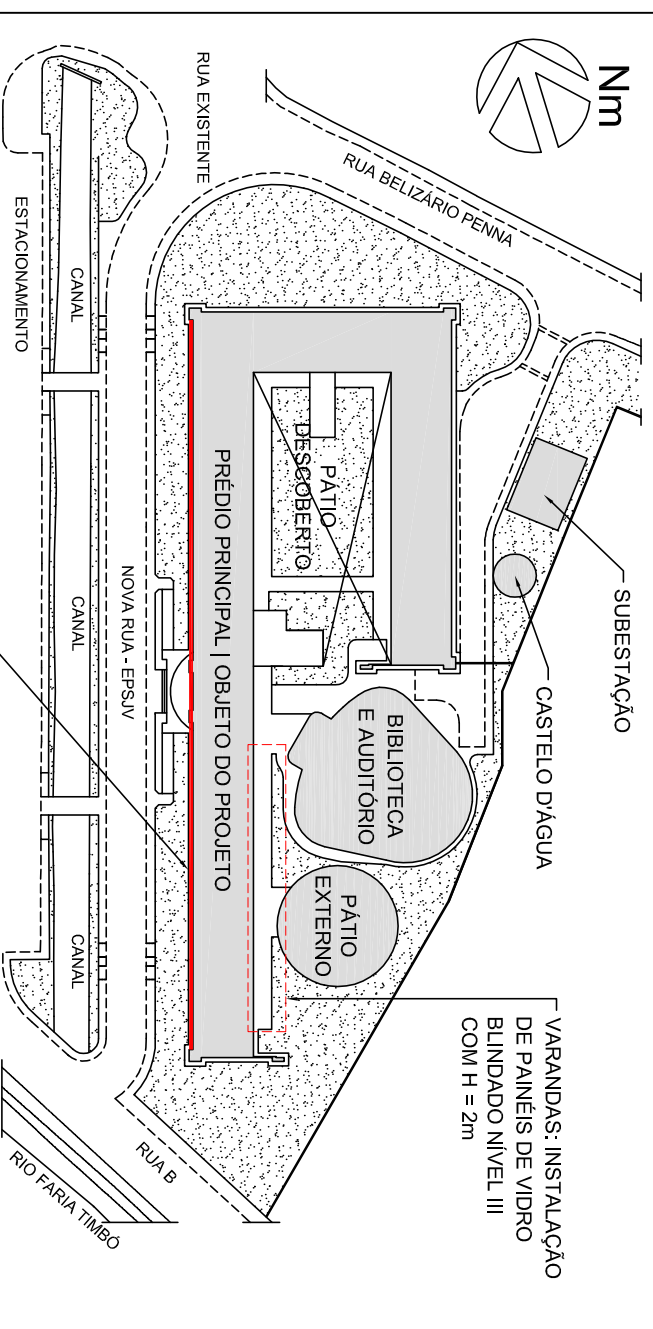 Nm
RUA EXISTENTE
RUA BELIZÁRIO PENNA
SUBESTAÇÃO
CASTELO D'ÁGUA
VARANDAS: INSTALAÇÃO
DE PAINÉIS DE VIDRO
BLINDADO NÍVEL III
COM H = 2m
BIBLIOTECA
E AUDITÓRIO
PÁTIO
EXTERNO
PÁTIO
DESCOBERTO
PRÉDIO PRINCIPAL | OBJETO DO PROJETO
NOVA RUA - EPSJV
CANAL
CANAL
CANAL
ESTACIONAMENTO
RUA B
RIO FARIA TIMBÓ